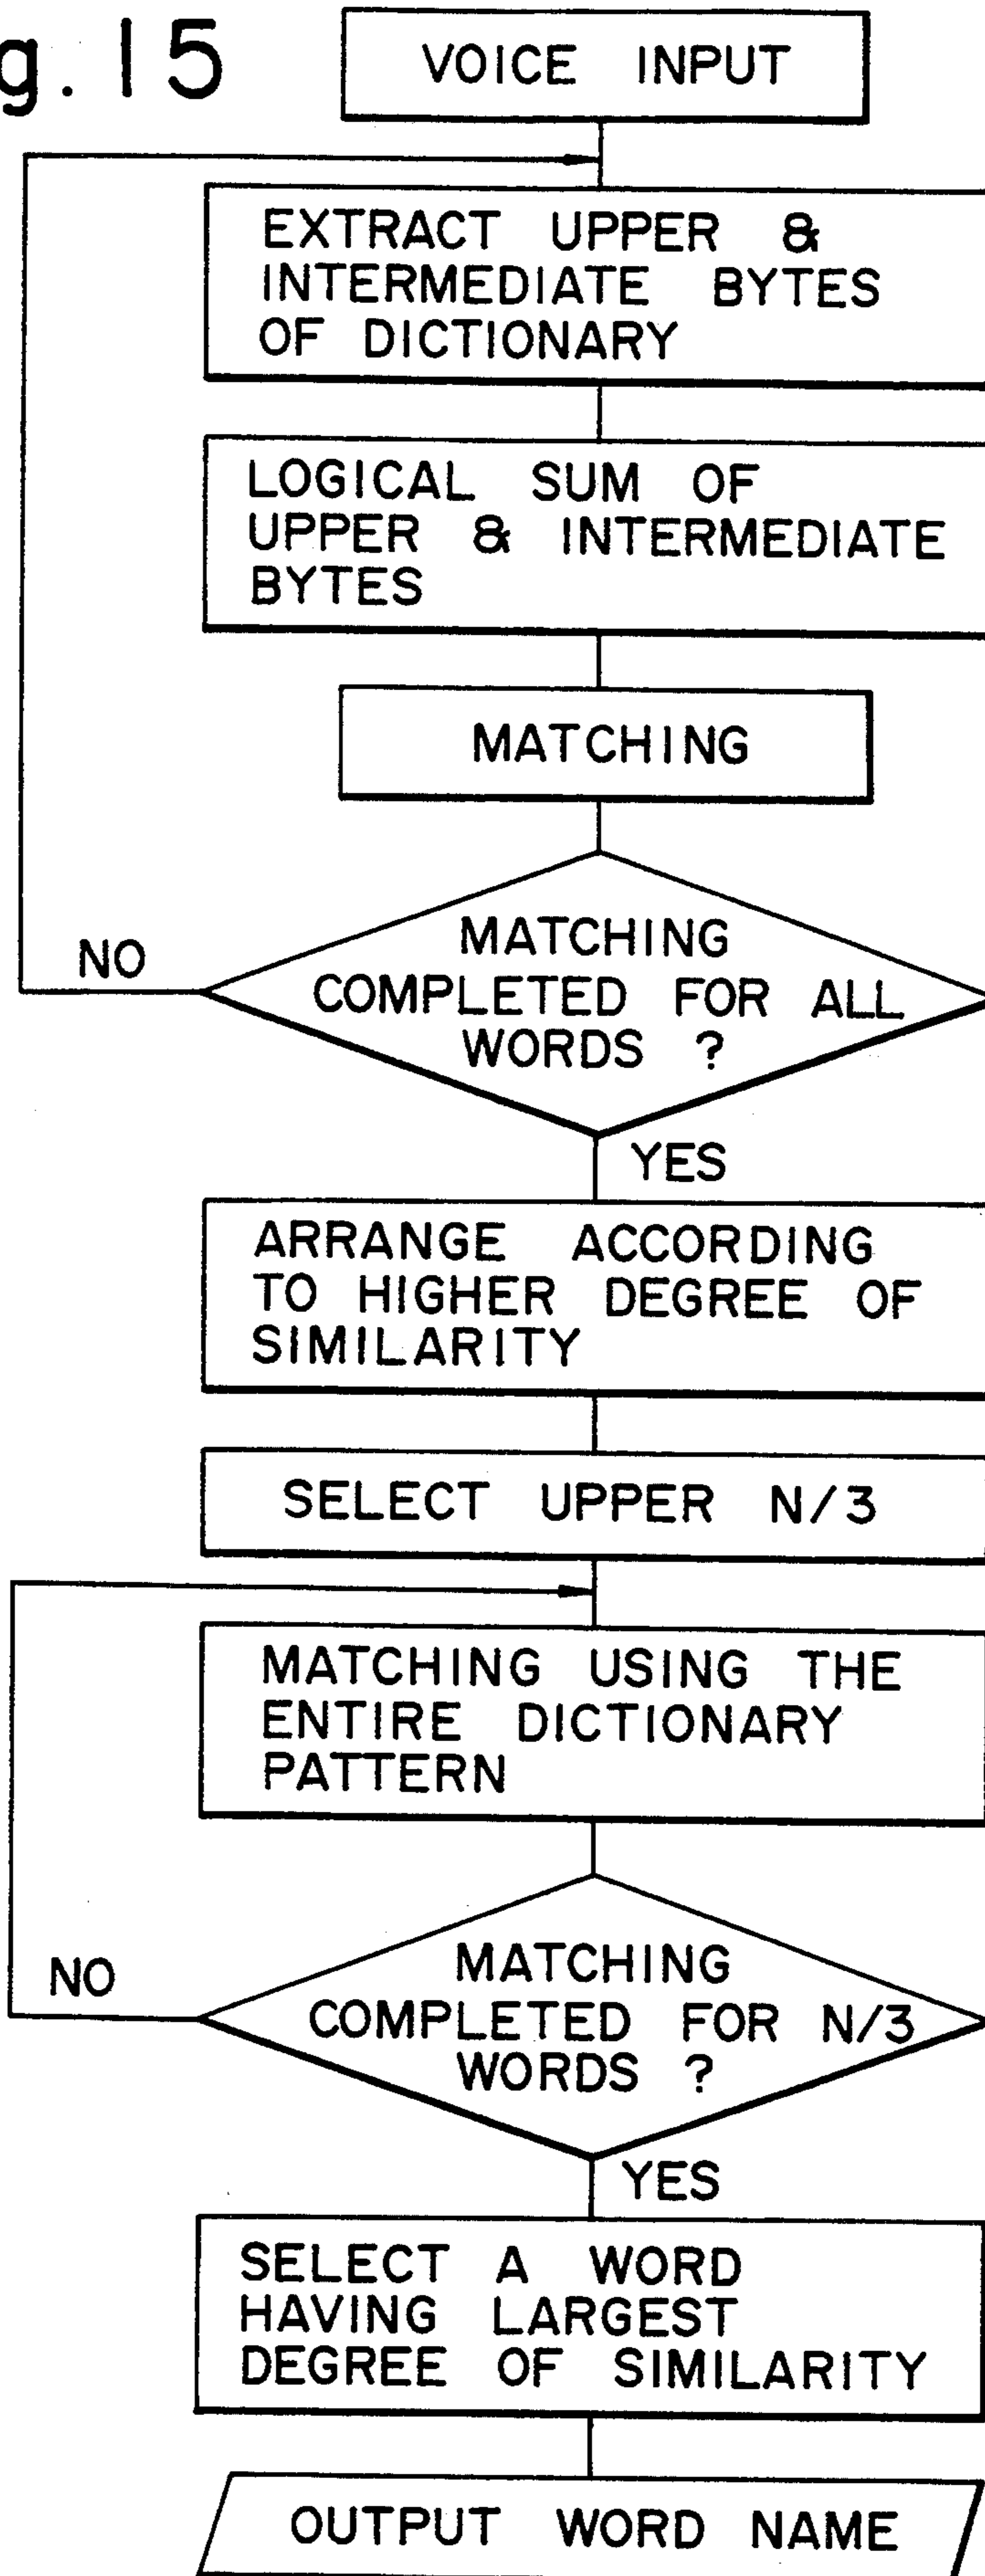 g. 15
VOICE INPUT
EXTRACT UPPER &
INTERMEDIATE BYTES
OF DICTIONARY
LOGICAL SUM OF
UPPER & INTERMEDIATE
BYTES
MATCHING
MATCHING
COMPLETED FOR ALL
WORDS ?
NO
YES
ARRANGE ACCORDING
TO HIGHER DEGREE OF
SIMILARITY
SELECT UPPER N/3
MATCHING USING THE
ENTIRE DICTIONARY
PATTERN
MATCHING
COMPLETED FOR N/3
WORDS ?
NO
YES
SELECT A WORD
HAVING LARGEST
DEGREE OF SIMILARITY
OUTPUT WORD NAME